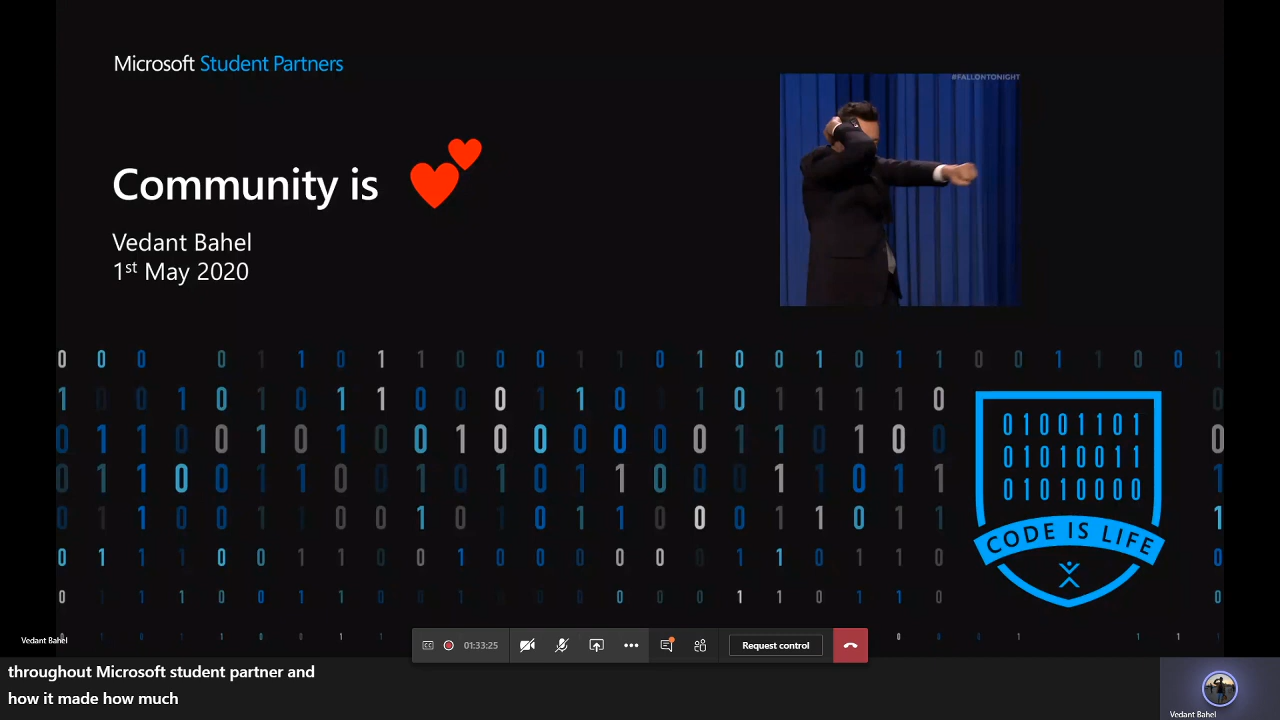 Microsoft Student Partners
#FALLONTONIGHT
Community is
Vedant Bahel
1st May 2020
01001101
01010011
01010000
CODE IS LIFE
Vedant Bahel
CC
01:33:25
Request control
throughout Microsoft student partner and
how it made how much
Vedant Bahel